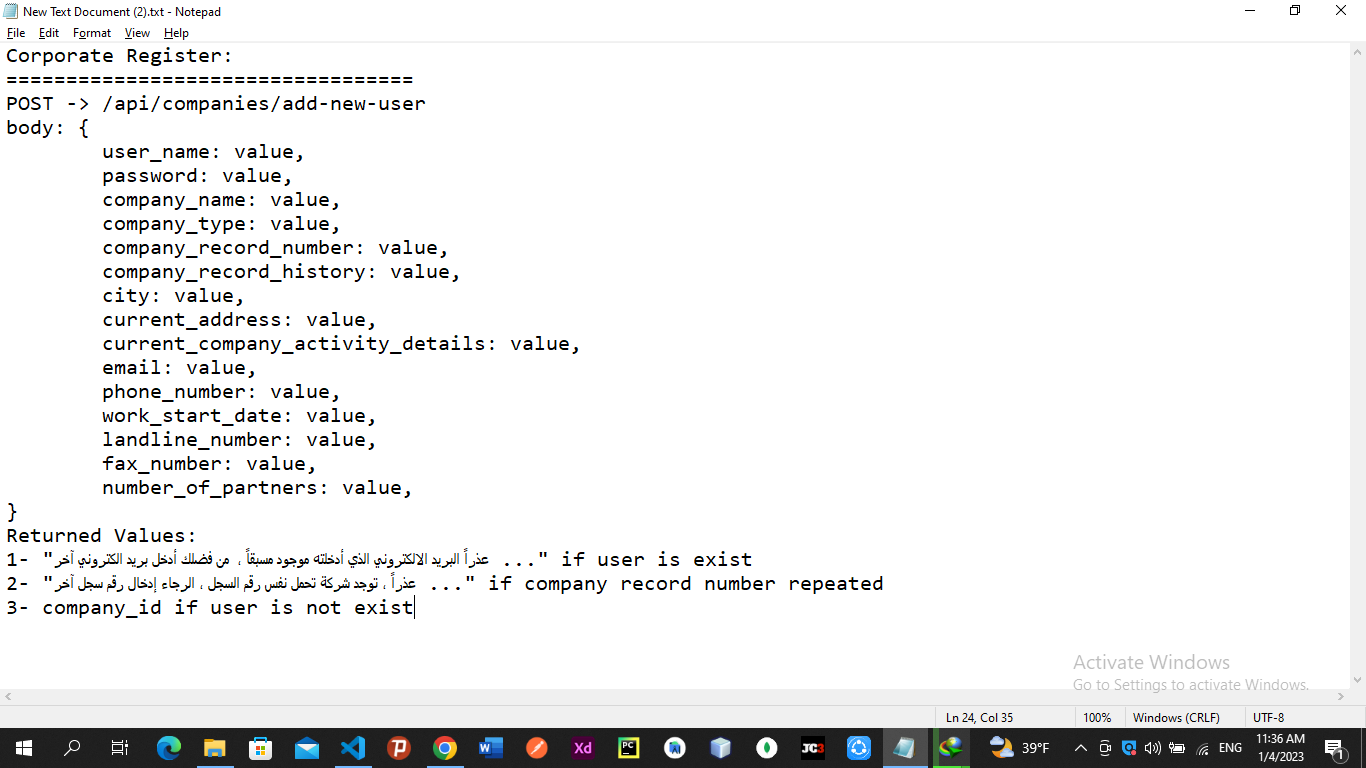 New Text Document (2).txt - Notepad
File Edit Format View Help
Corporate Register:
==================================
POST -> /api/companies/add-new-user
body: {
user_name: value,
password: value,
company_name: value,
company_type: value,
company_record_number: value,
company_record_history: value,
city: value,
current_address: value,
current_company_activity_details: value,
email: value,
phone_number: value,
work_start_date: value,
landline_number: value,
fax_number: value,
number_of_partners: value,
}
Returned Values:
1- "عذراً البريد الالكتروني الذي أدخلته موجود مسبقاً ، من فضلك أدخل بريد الكتروني آخر ..." if user is exist
2- "عذراً ، توجد شركة تحمل نفس رقم السجل ، الرجاء إدخال رقم سجل آخر ..." if company record number repeated
3- company_id if user is not exist
Activate Windows
Go to Settings to activate Windows.
Ln 24, Col 35 100% Windows (CRLF) UTF-8
Xd PC JC3 39°F ENG 11:36 AM
1/4/2023 1